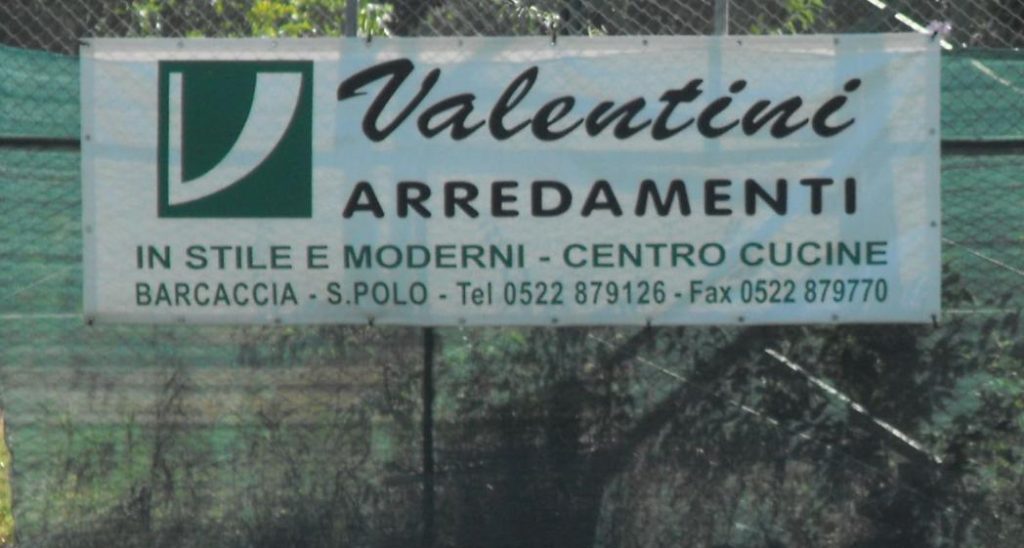 Valentini
ARREDAMENTI
IN STILE E MODERNI - CENTRO CUCINE
BARCACCIA - S.POLO - Tel 0522 879126 - Fax 0522 879770